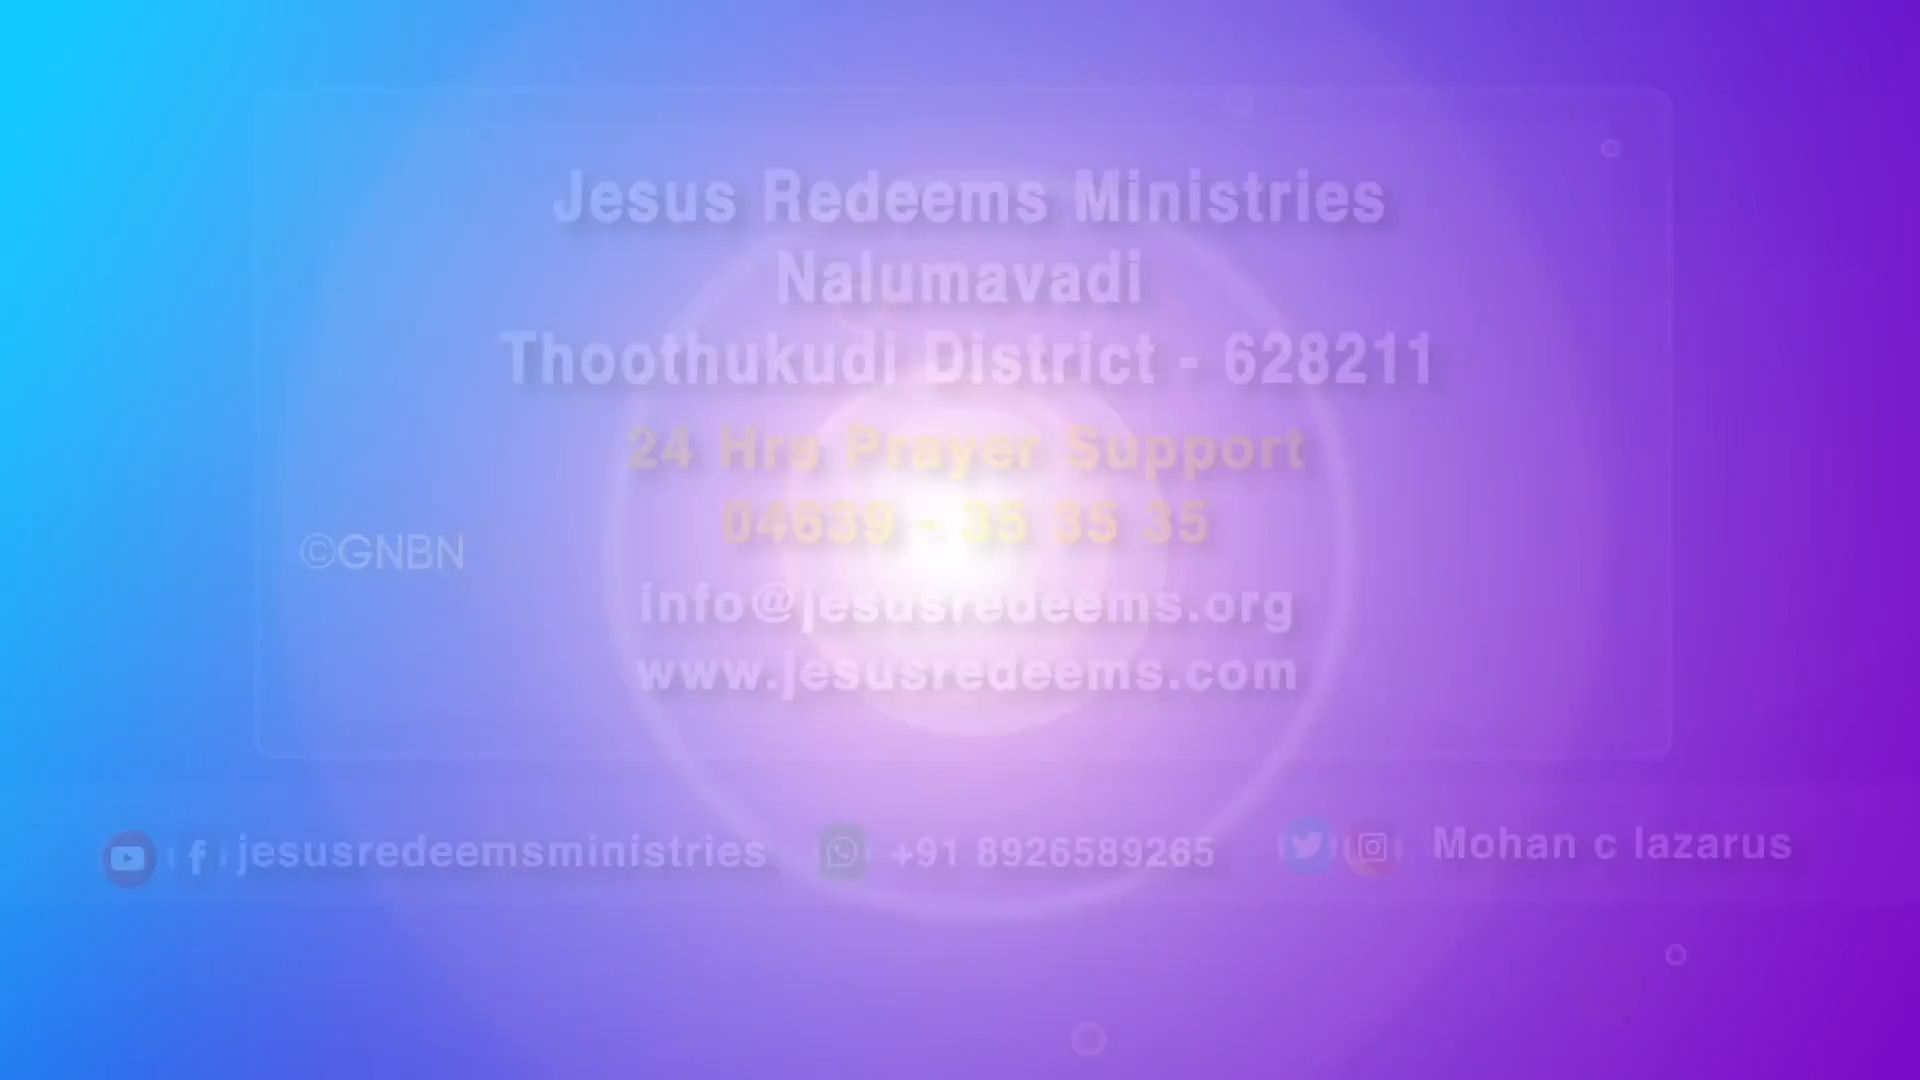 Jesus Redeems Ministries
Nalumavadi
Thoothukudi District - 628211
24 Hrs Prayer Support
04639 - 35 35 35
©GNBN
info@jesusredeems.org
www.jesusredeems.com
jesusredeemsministries +91 8926589265 Mohan c lazarus